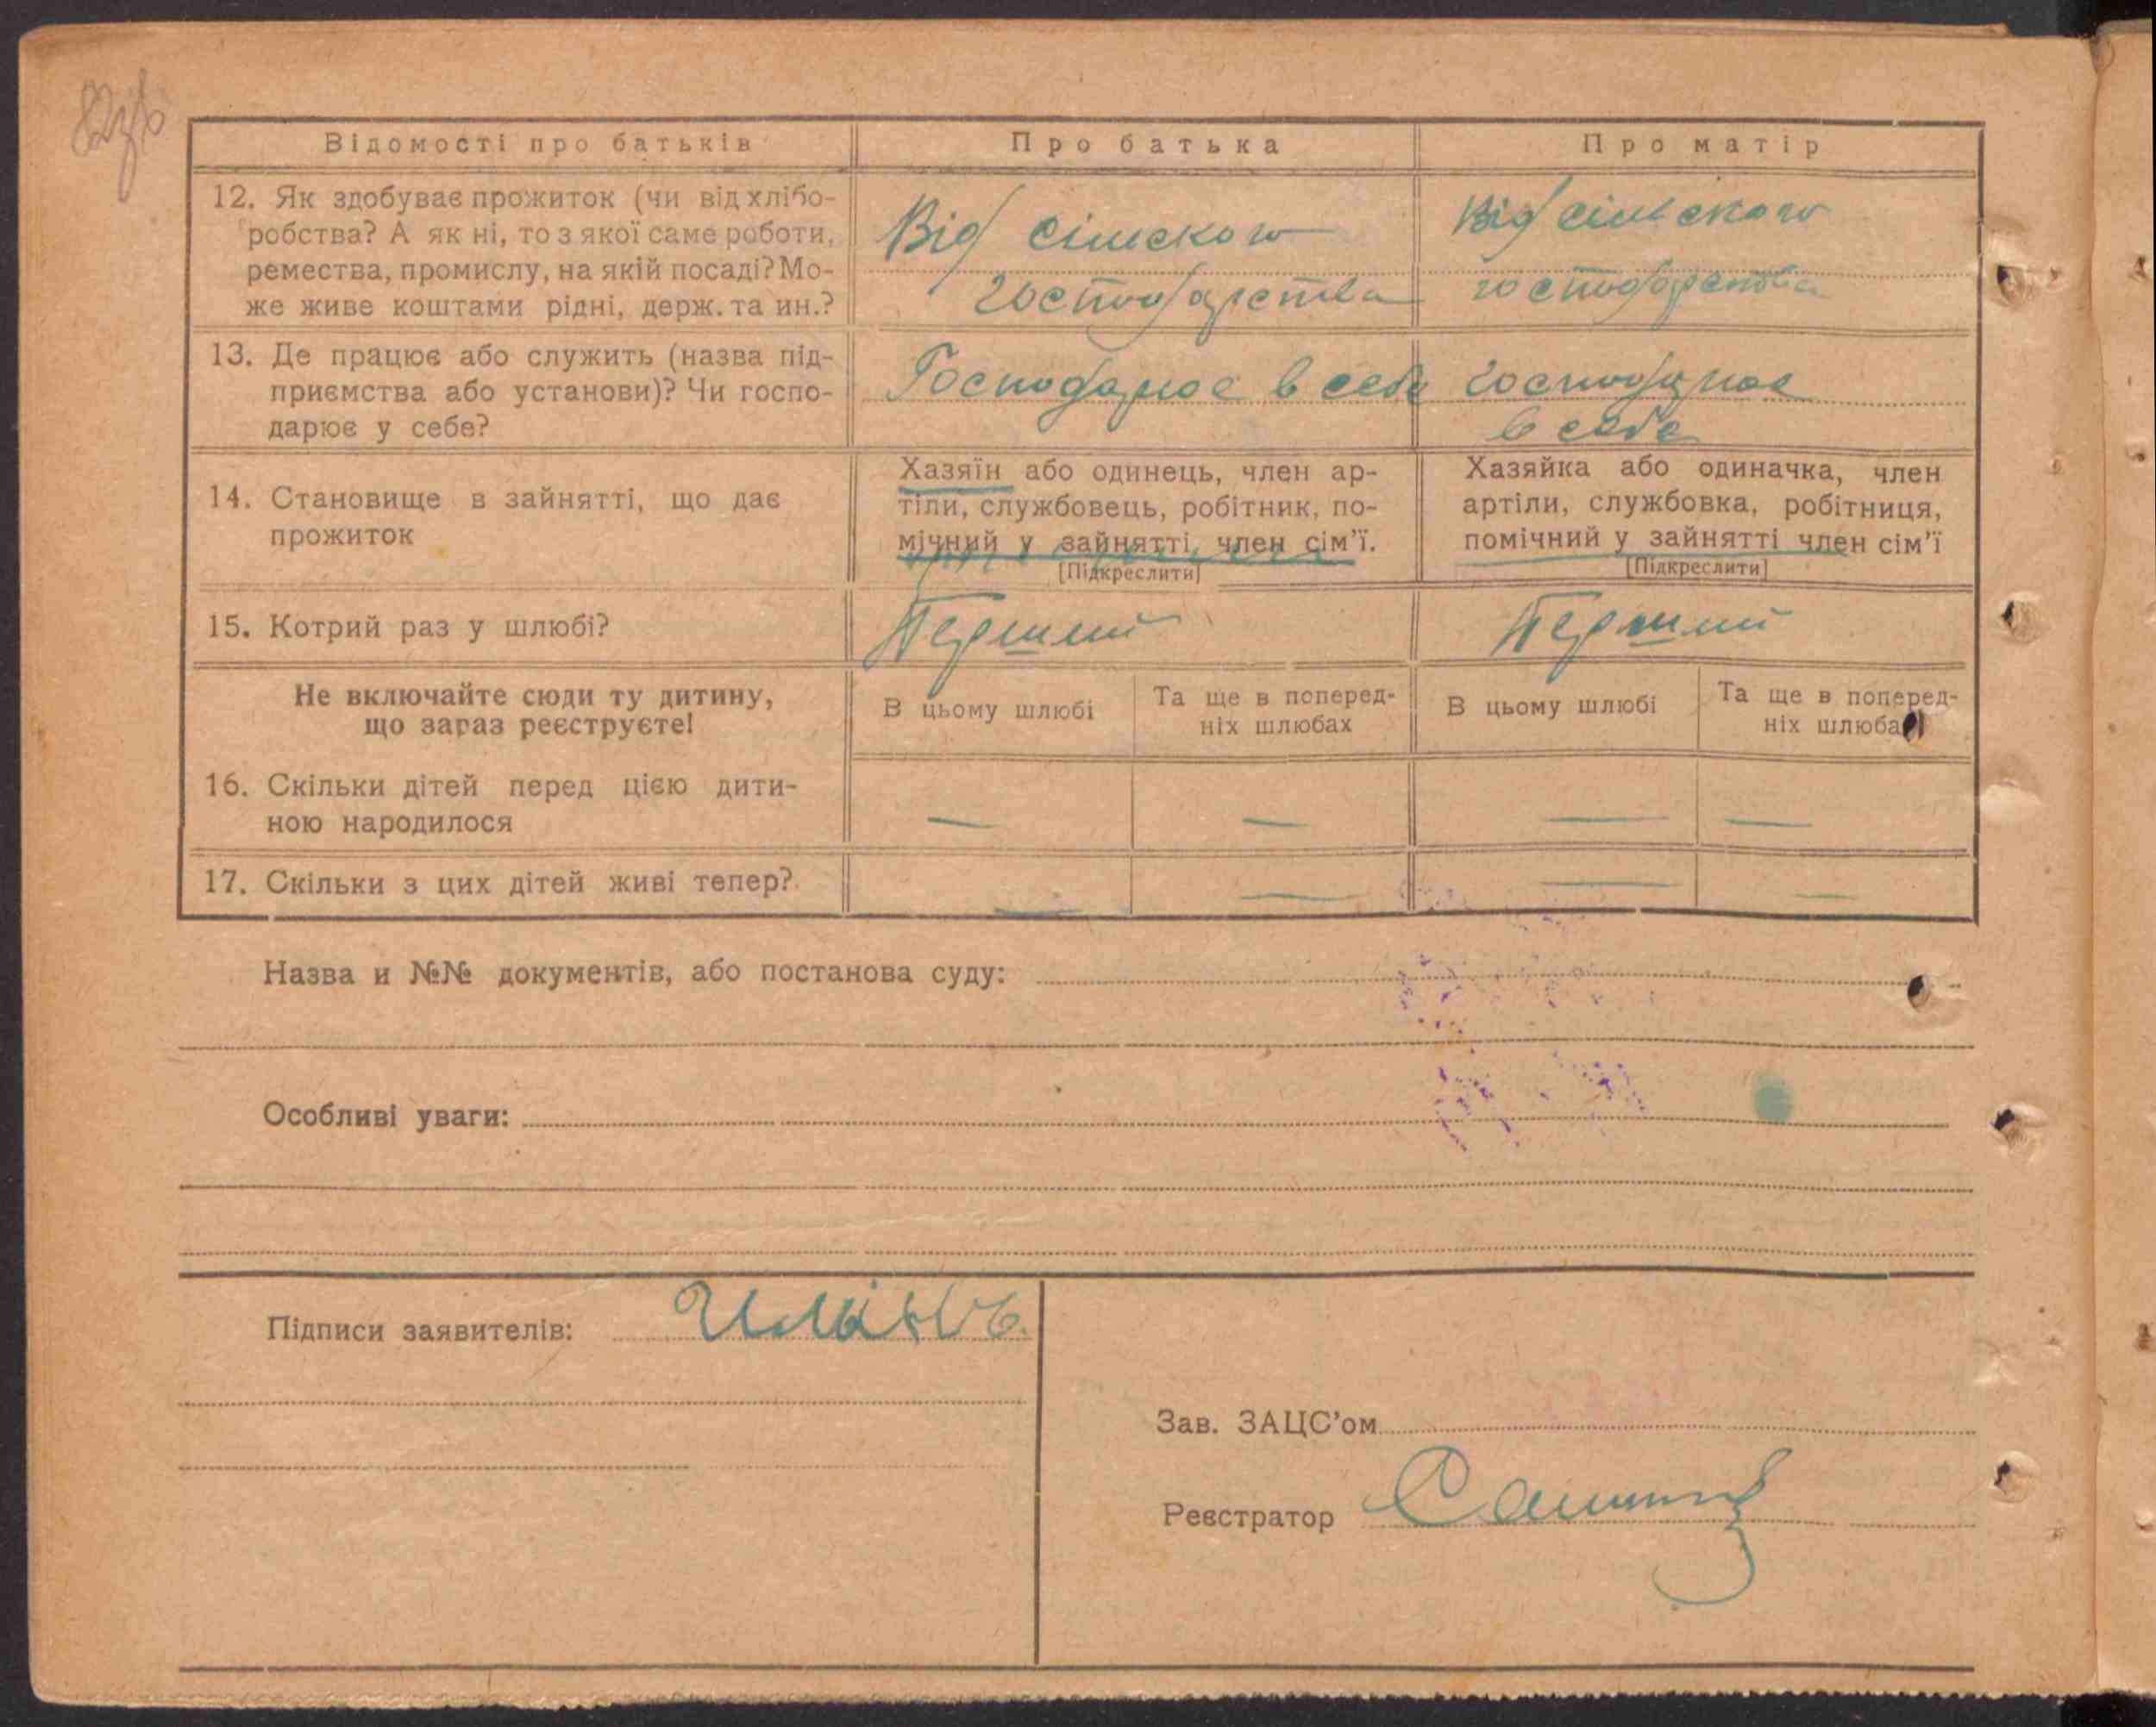 Відомості про батьків
Про батька
Про матір
12. Як здобуває прожиток (чи від хлібо-
робства? А як ні, то з якої саме роботи,
ремества, промислу, на якій посаді? Мо-
же живе коштами рідні, держ. та ин.?
Від сільского
господарства
Від сільского
господарства
13. Де працює або служить (назва під-
приємства або установи)? Чи госпо-
дарює у себе?
Господарює в себе
господарює
в себе
14. Становище в зайнятті, що дає
прожиток
Хазяїн або одинець, член ар-
тіли, службовець, робітник, по-
мічний у зайнятті член сім'ї.
[Підкреслити]
Хазяйка або одиначка, член
артіли, службовка, робітниця,
помічний у зайнятті член сім'ї
[Підкреслити]
15. Котрий раз у шлюбі?
Перший
Перший
Не включайте сюди ту дитину,
що зараз реєструєте!
В цьому шлюбі
Та ще в поперед-
ніх шлюбах
В цьому шлюбі
Та ще в поперед-
ніх шлюбах
16. Скільки дітей перед цією дити-
ною народилося
— — — —
17. Скільки з цих дітей живі тепер?
— — — —
Назва и №№ документів, або постанова суду:
Особливі уваги:
Підписи заявителів:
Зав. ЗАЦС'ом
Реєстратор